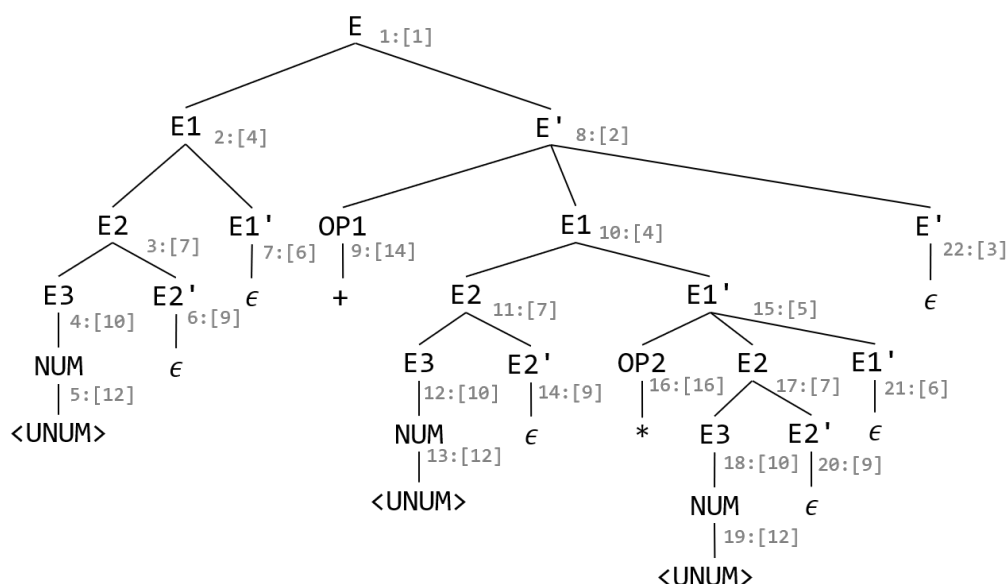 E 1:[1]
E1 2:[4] E' 8:[2]
E2 3:[7] E1' 7:[6] OP1 9:[14] E1 10:[4] E' 22:[3]
E3 4:[10] E2' 6:[9] ϵ + E2 11:[7] E1' 15:[5] ϵ
NUM 5:[12] ϵ E3 12:[10] E2' 14:[9] OP2 16:[16] E2 17:[7] E1' 21:[6]
<UNUM> NUM 13:[12] ϵ * E3 18:[10] E2' 20:[9] ϵ
<UNUM> NUM 19:[12] ϵ
<UNUM>